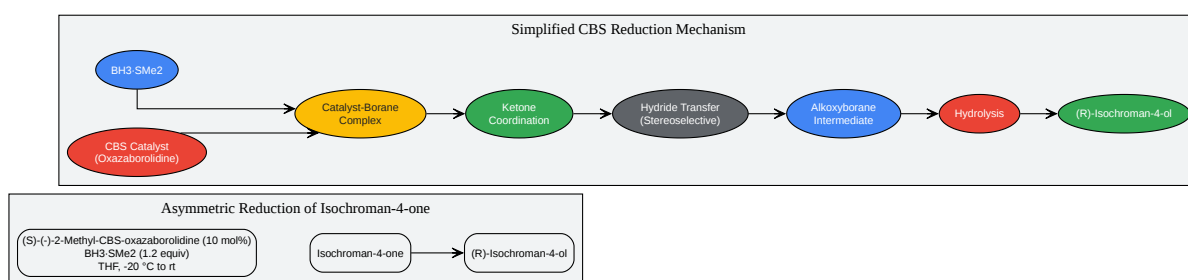 Simplified CBS Reduction Mechanism
BH3·SMe2
CBS Catalyst
(Oxazaborolidine)
Catalyst-Borane
Complex
Ketone
Coordination
Hydride Transfer
(Stereoselective)
Alkoxyborane
Intermediate
Hydrolysis
(R)-Isochroman-4-ol
Asymmetric Reduction of Isochroman-4-one
(S)-(-)-2-Methyl-CBS-oxazaborolidine (10 mol%)
BH3·SMe2 (1.2 equiv)
THF, -20 °C to rt
Isochroman-4-one
(R)-Isochroman-4-ol